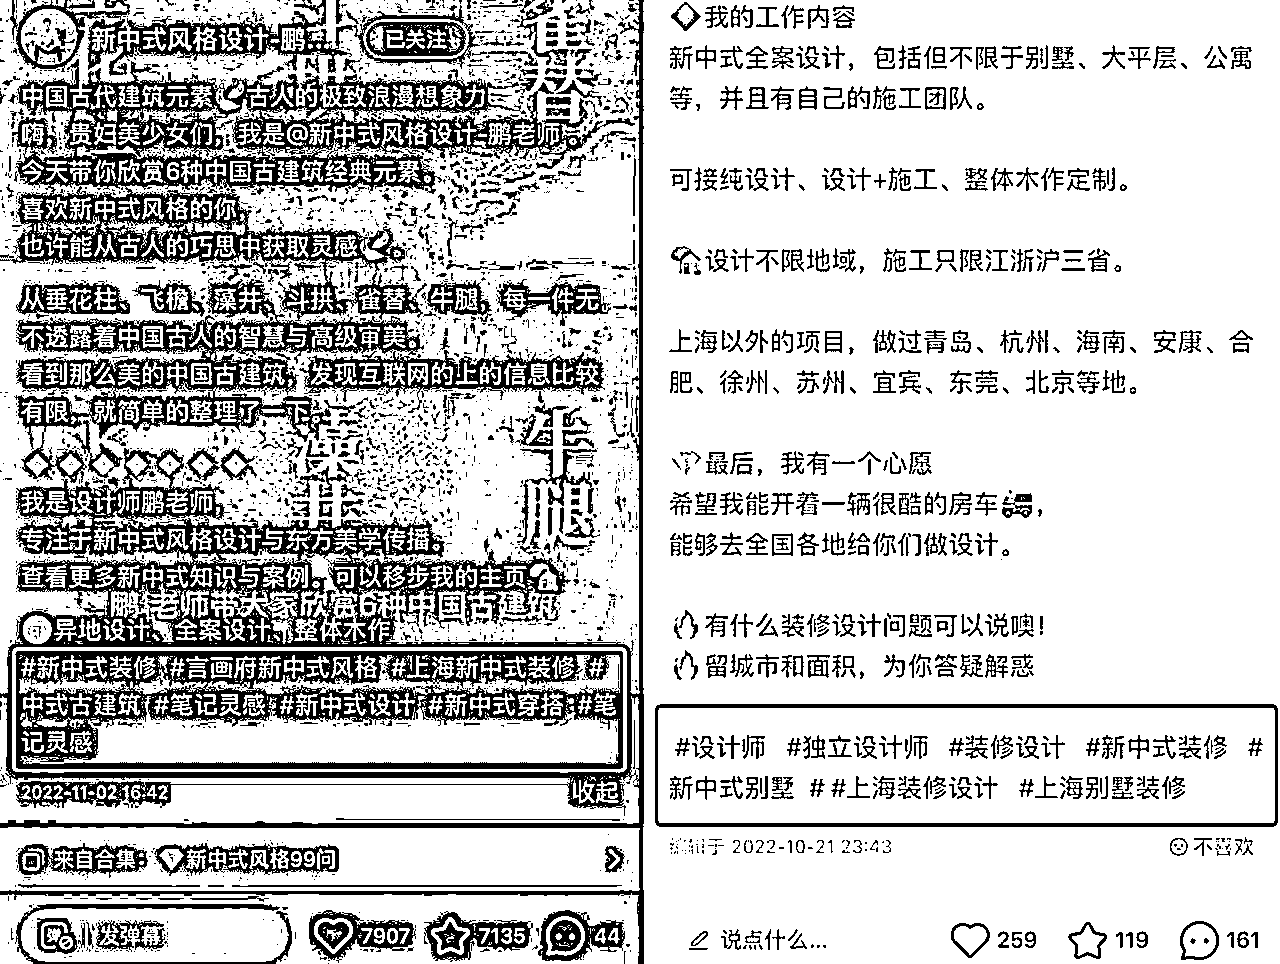 新中式风格设计-鹏...
已关注
雀替
中国古代建筑元素 古人的极致浪漫想象力
嗨，贵妇美少女们，我是@新中式风格设计-鹏老师。
今天带你欣赏6种中国古建筑经典元素。
喜欢新中式风格的你，
也许能从古人的巧思中获取灵感。
从垂花柱、飞檐、藻井、斗拱、雀替、牛腿，每一件无
不透露着中国古人的智慧与高级审美。
看到那么美的中国古建筑，发现互联网的上的信息比较
有限，就简单的整理了一下。
藻井
牛腿
我是设计师鹏老师，
专注于新中式风格设计与东方美学传播。
查看更多新中式知识与案例。可以移步我的主页
鹏老师带大家欣赏6种中国古建筑
异地设计、全案设计、整体木作
#新中式装修 #言画府新中式风格 #上海新中式装修 #
中式古建筑 #笔记灵感 #新中式设计 #新中式穿搭 #笔
记灵感
2022-11-02 16:42
收起
来自合集：新中式风格99问
发弹幕
7907
7135
44
我的工作内容
新中式全案设计，包括但不限于别墅、大平层、公寓
等，并且有自己的施工团队。
可接纯设计、设计+施工、整体木作定制。
设计不限地域，施工只限江浙沪三省。
上海以外的项目，做过青岛、杭州、海南、安康、合
肥、徐州、苏州、宜宾、东莞、北京等地。
最后，我有一个心愿
希望我能开着一辆很酷的房车，
能够去全国各地给你们做设计。
有什么装修设计问题可以说噢！
留城市和面积，为你答疑解惑
#设计师 #独立设计师 #装修设计 #新中式装修 #
新中式别墅 # #上海装修设计 #上海别墅装修
编辑于 2022-10-21 23:43
不喜欢
说点什么...
259
119
161